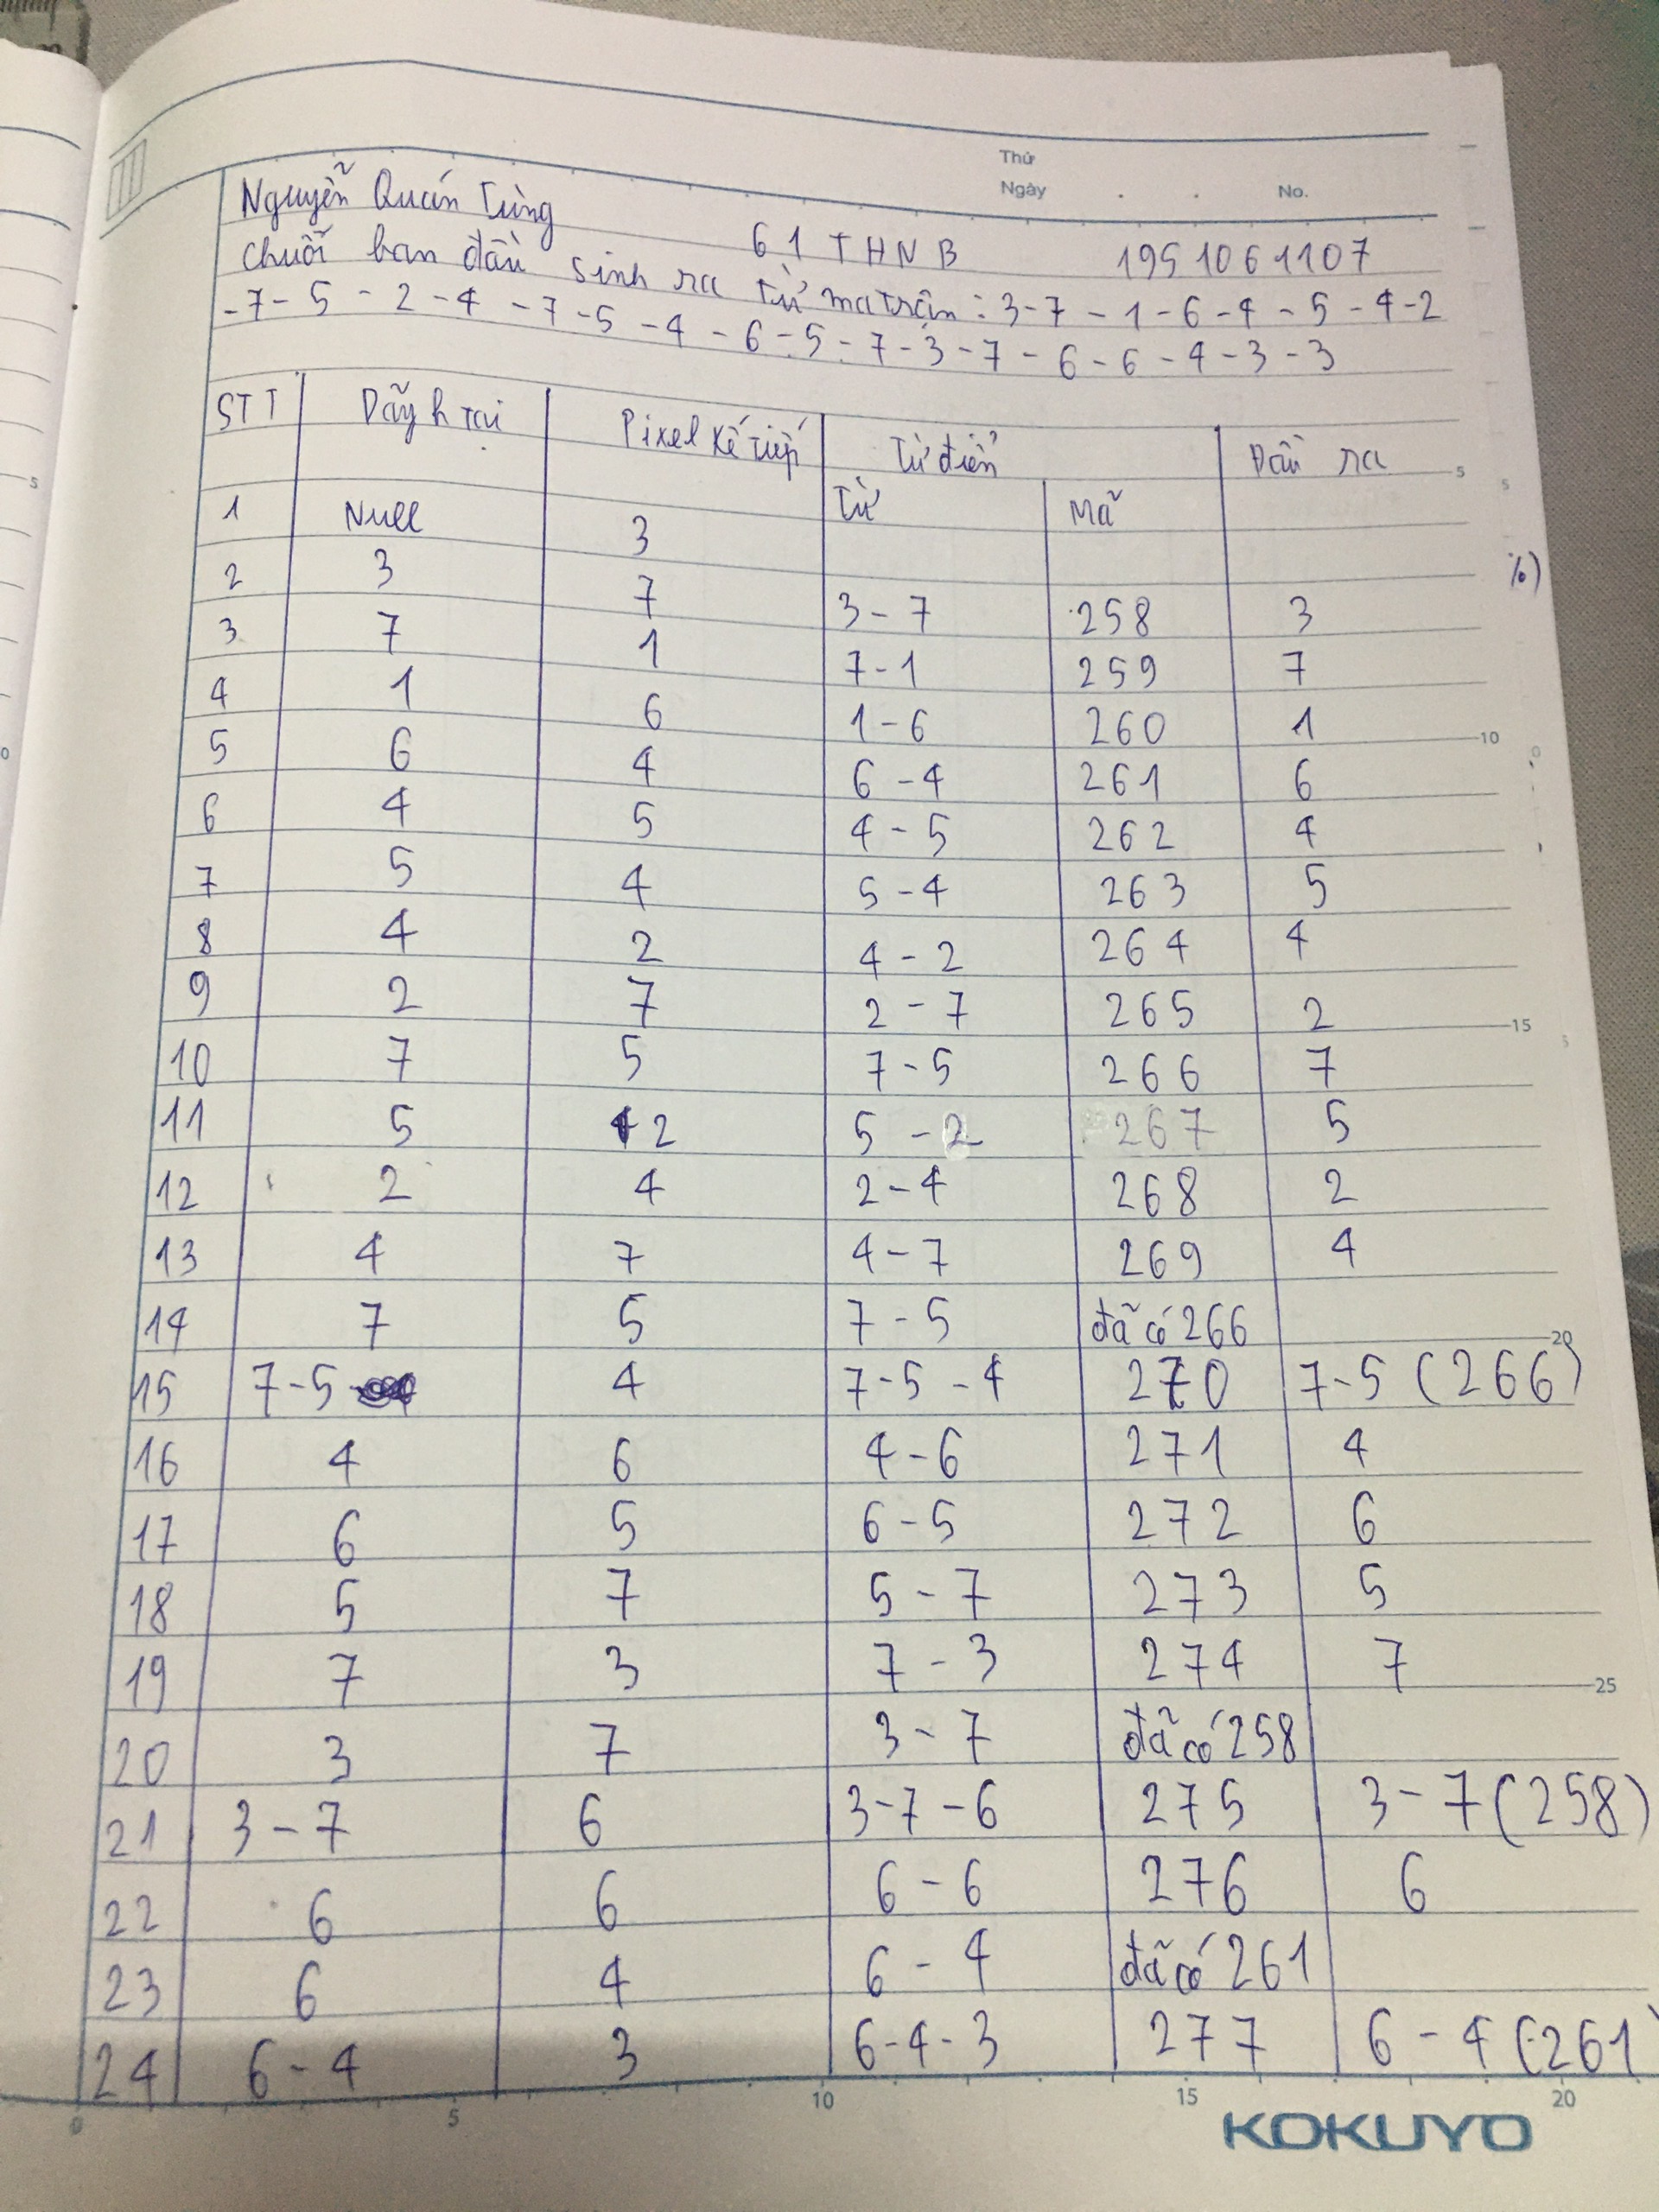 Thứ
Ngày . . No.
Nguyễn Quán Tùng 61 THNB 1951061107
Chuỗi ban đầu sinh ra từ ma trận : 3-7-1-6-4-5-4-2
-7-5-2-4-7-5-4-6-5-7-3-7-6-6-4-3-3
STT Dãy h tại Pixel kế tiếp Từ điển Đầu ra
Từ Mã
1 Null 3
2 3 7 3-7 258 3
3 7 1 7-1 259 7
4 1 6 1-6 260 1
5 6 4 6-4 261 6
6 4 5 4-5 262 4
7 5 4 5-4 263 5
8 4 2 4-2 264 4
9 2 7 2-7 265 2
10 7 5 7-5 266 7
11 5 2 5-2 267 5
12 2 4 2-4 268 2
13 4 7 4-7 269 4
14 7 5 7-5 đã có 266
15 7-5 4 7-5-4 270 7-5 (266)
16 4 6 4-6 271 4
17 6 5 6-5 272 6
18 5 7 5-7 273 5
19 7 3 7-3 274 7
20 3 7 3-7 đã có 258
21 3-7 6 3-7-6 275 3-7 (258)
22 6 6 6-6 276 6
23 6 4 6-4 đã có 261
24 6-4 3 6-4-3 277 6-4 (261)
0 5 10 15 20
KOKUYO